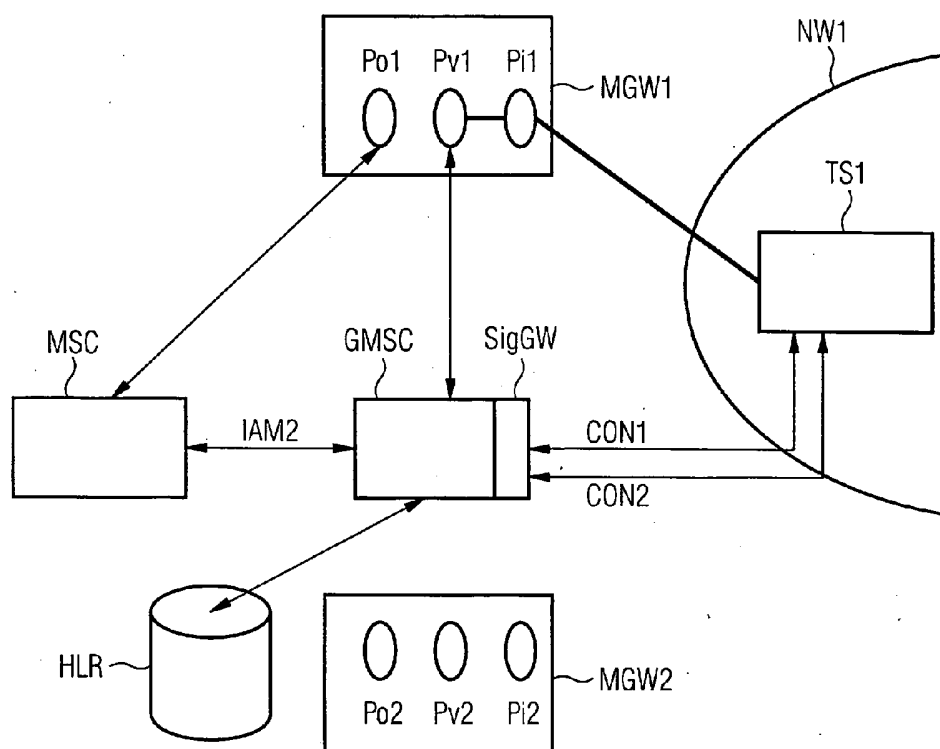 NW1
Po1 Pv1 Pi1
MGW1
TS1
MSC
GMSC
SigGW
IAM2
CON1
CON2
HLR
MGW2
Po2 Pv2 Pi2